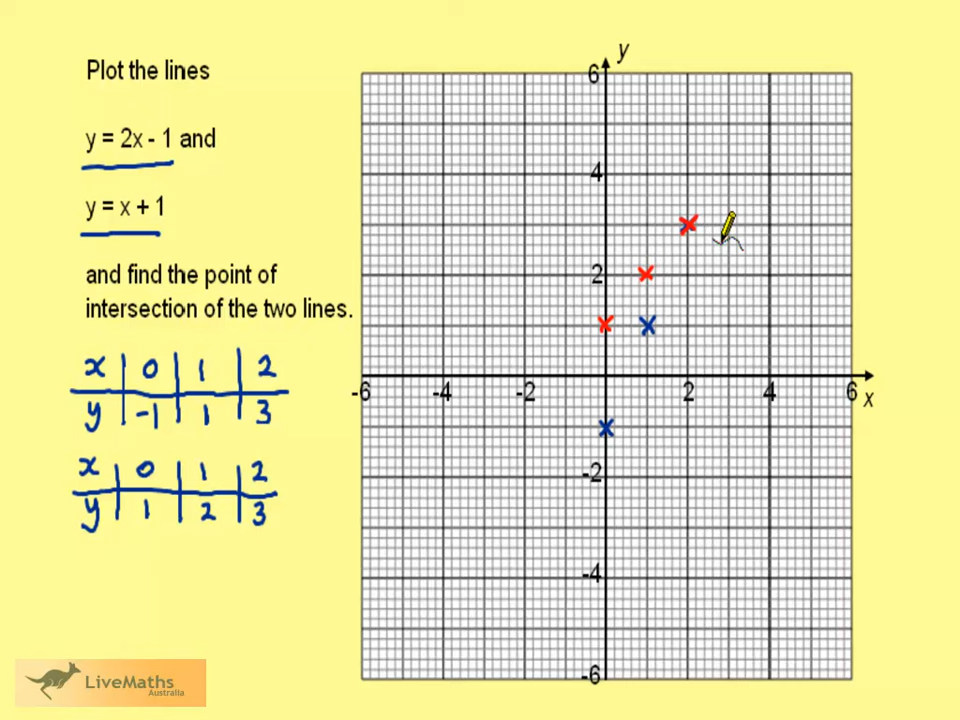 Plot the lines
y = 2x - 1 and
y = x + 1
and find the point of
intersection of the two lines.
x 0 1 2
y -1 1 3
x 0 1 2
y 1 2 3
y
6
4
2
-6 -4 -2 2 4 6 x
-2
-4
-6
LiveMaths
Australia